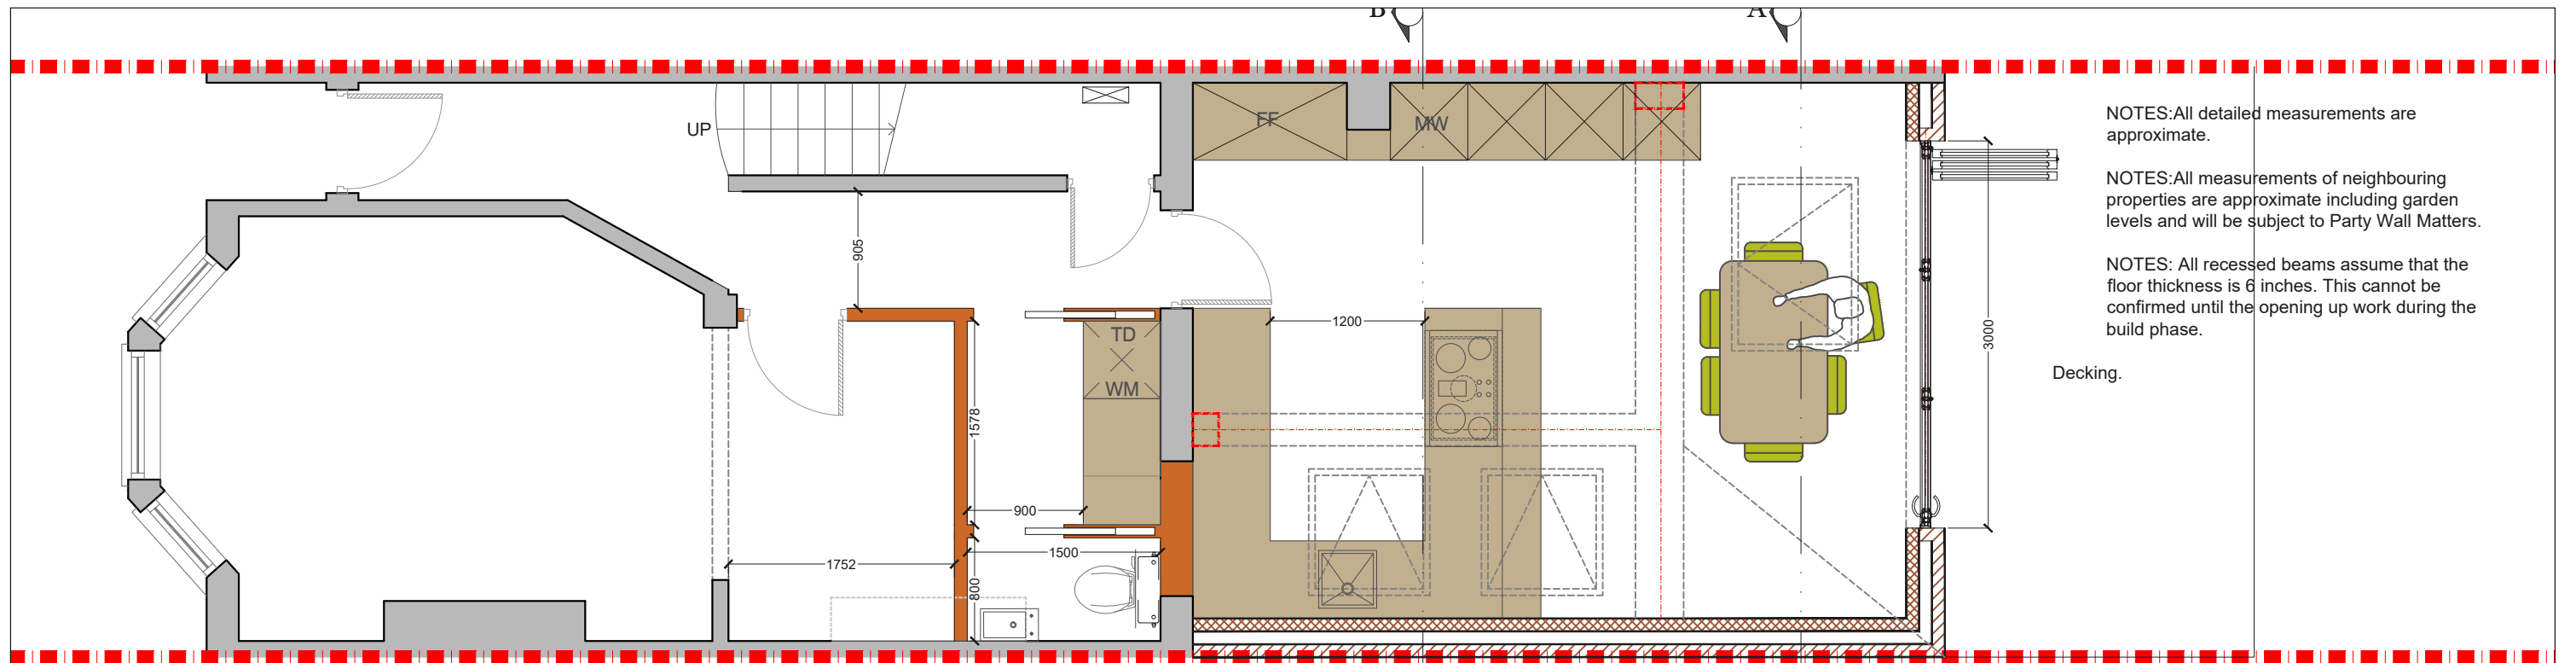 B
A
NOTES:All detailed measurements are
approximate.
NOTES:All measurements of neighbouring
properties are approximate including garden
levels and will be subject to Party Wall Matters.
NOTES: All recessed beams assume that the
floor thickness is 6 inches. This cannot be
confirmed until the opening up work during the
build phase.
Decking.
UP
FF
MW
905
1200
3000
TD
WM
1578
900
1500
1752
800